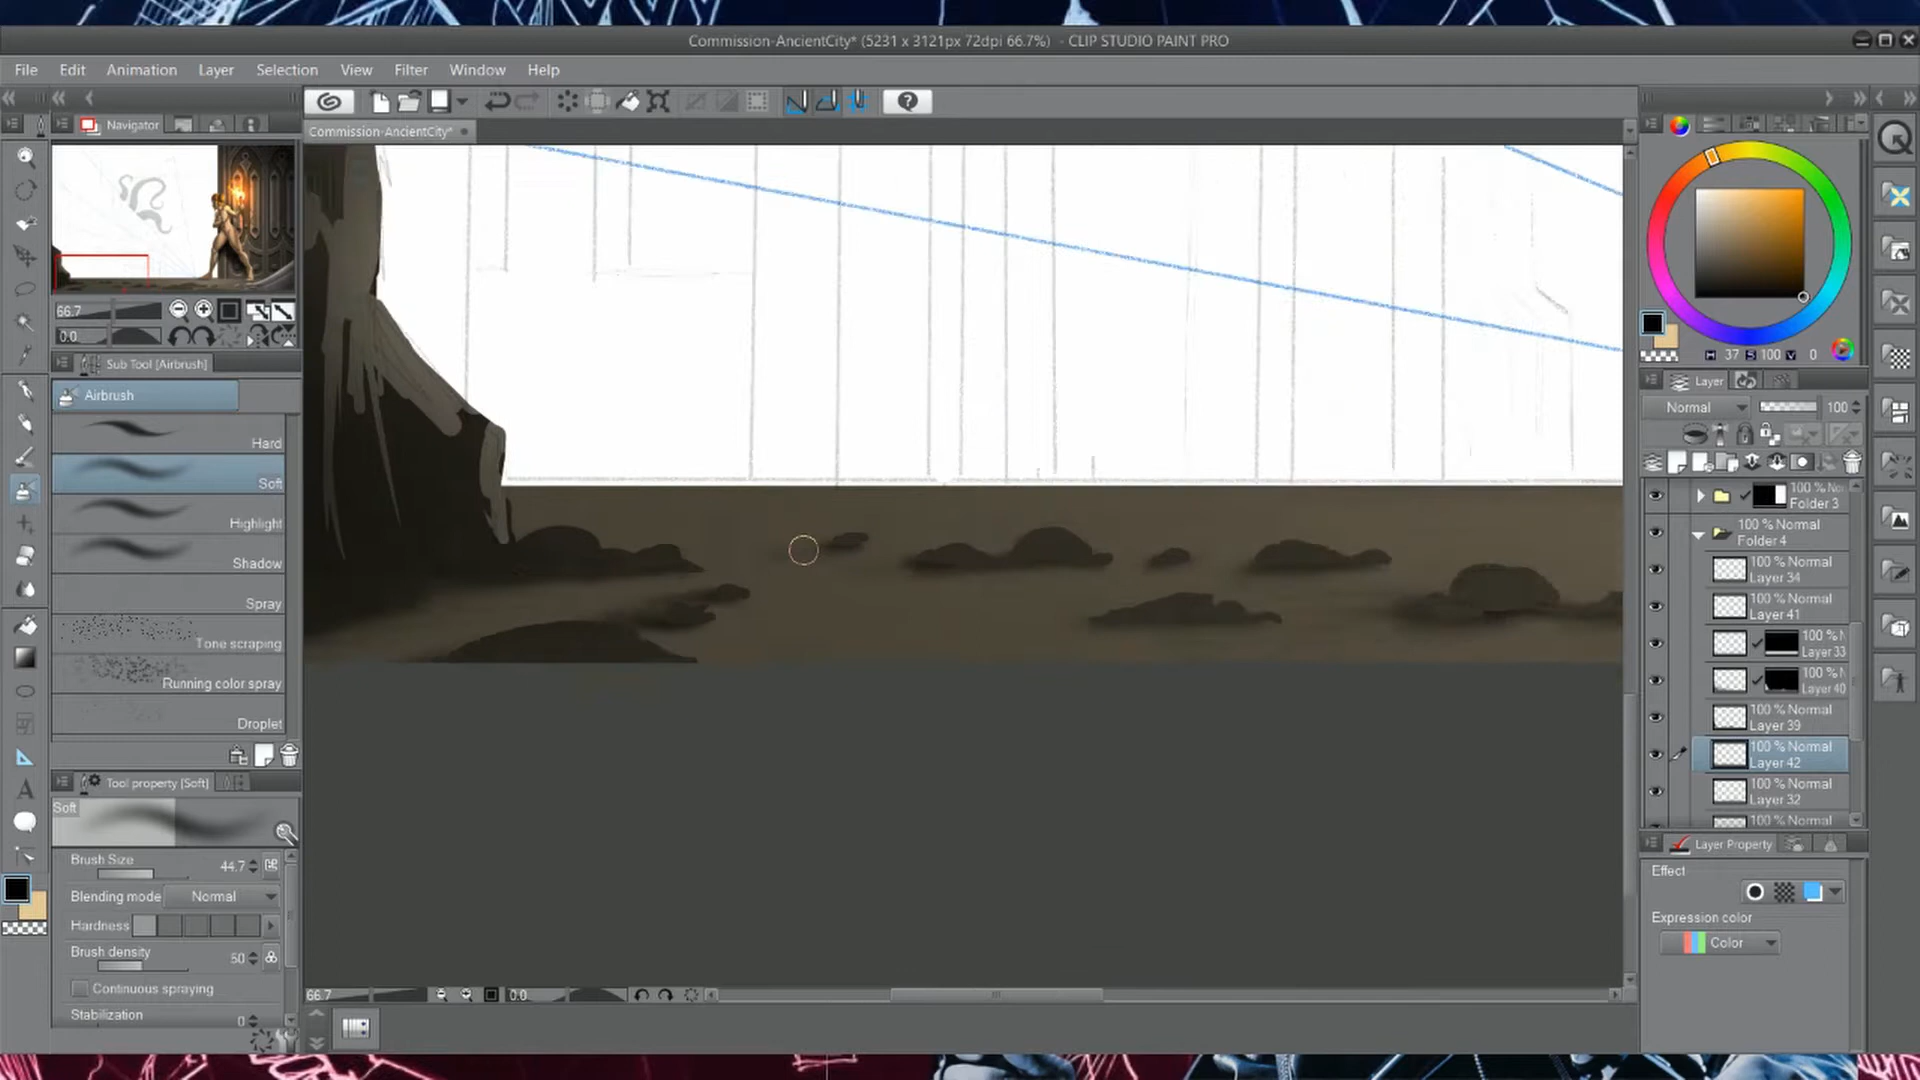 Commission-AncientCity* (5231 x 3121px 72dpi 66.7%)  - CLIP STUDIO PAINT PRO
File Edit Animation Layer Selection View Filter Window Help
Navigator
Commission-AncientCity*
66.7
0.0
Sub Tool [Airbrush]
Airbrush
Hard
Soft
Highlight
Shadow
Spray
Tone scraping
Running color spray
Droplet
Tool property [Soft]
Soft
Brush Size 44.7
Blending mode Normal
Hardness
Brush density 50
Continuous spraying
Stabilization 0
66.7 0.0
H 37 S 100 V 0
Layer
Normal 100
100 % No
Folder 3
100 % Normal
Folder 4
100 % Normal
Layer 34
100 % Normal
Layer 41
100 % N
Layer 33
100 % N
Layer 40
100 % Normal
Layer 39
100 % Normal
Layer 42
100 % Normal
Layer 32
100 % Normal
Layer Property
Effect
Expression color
Color